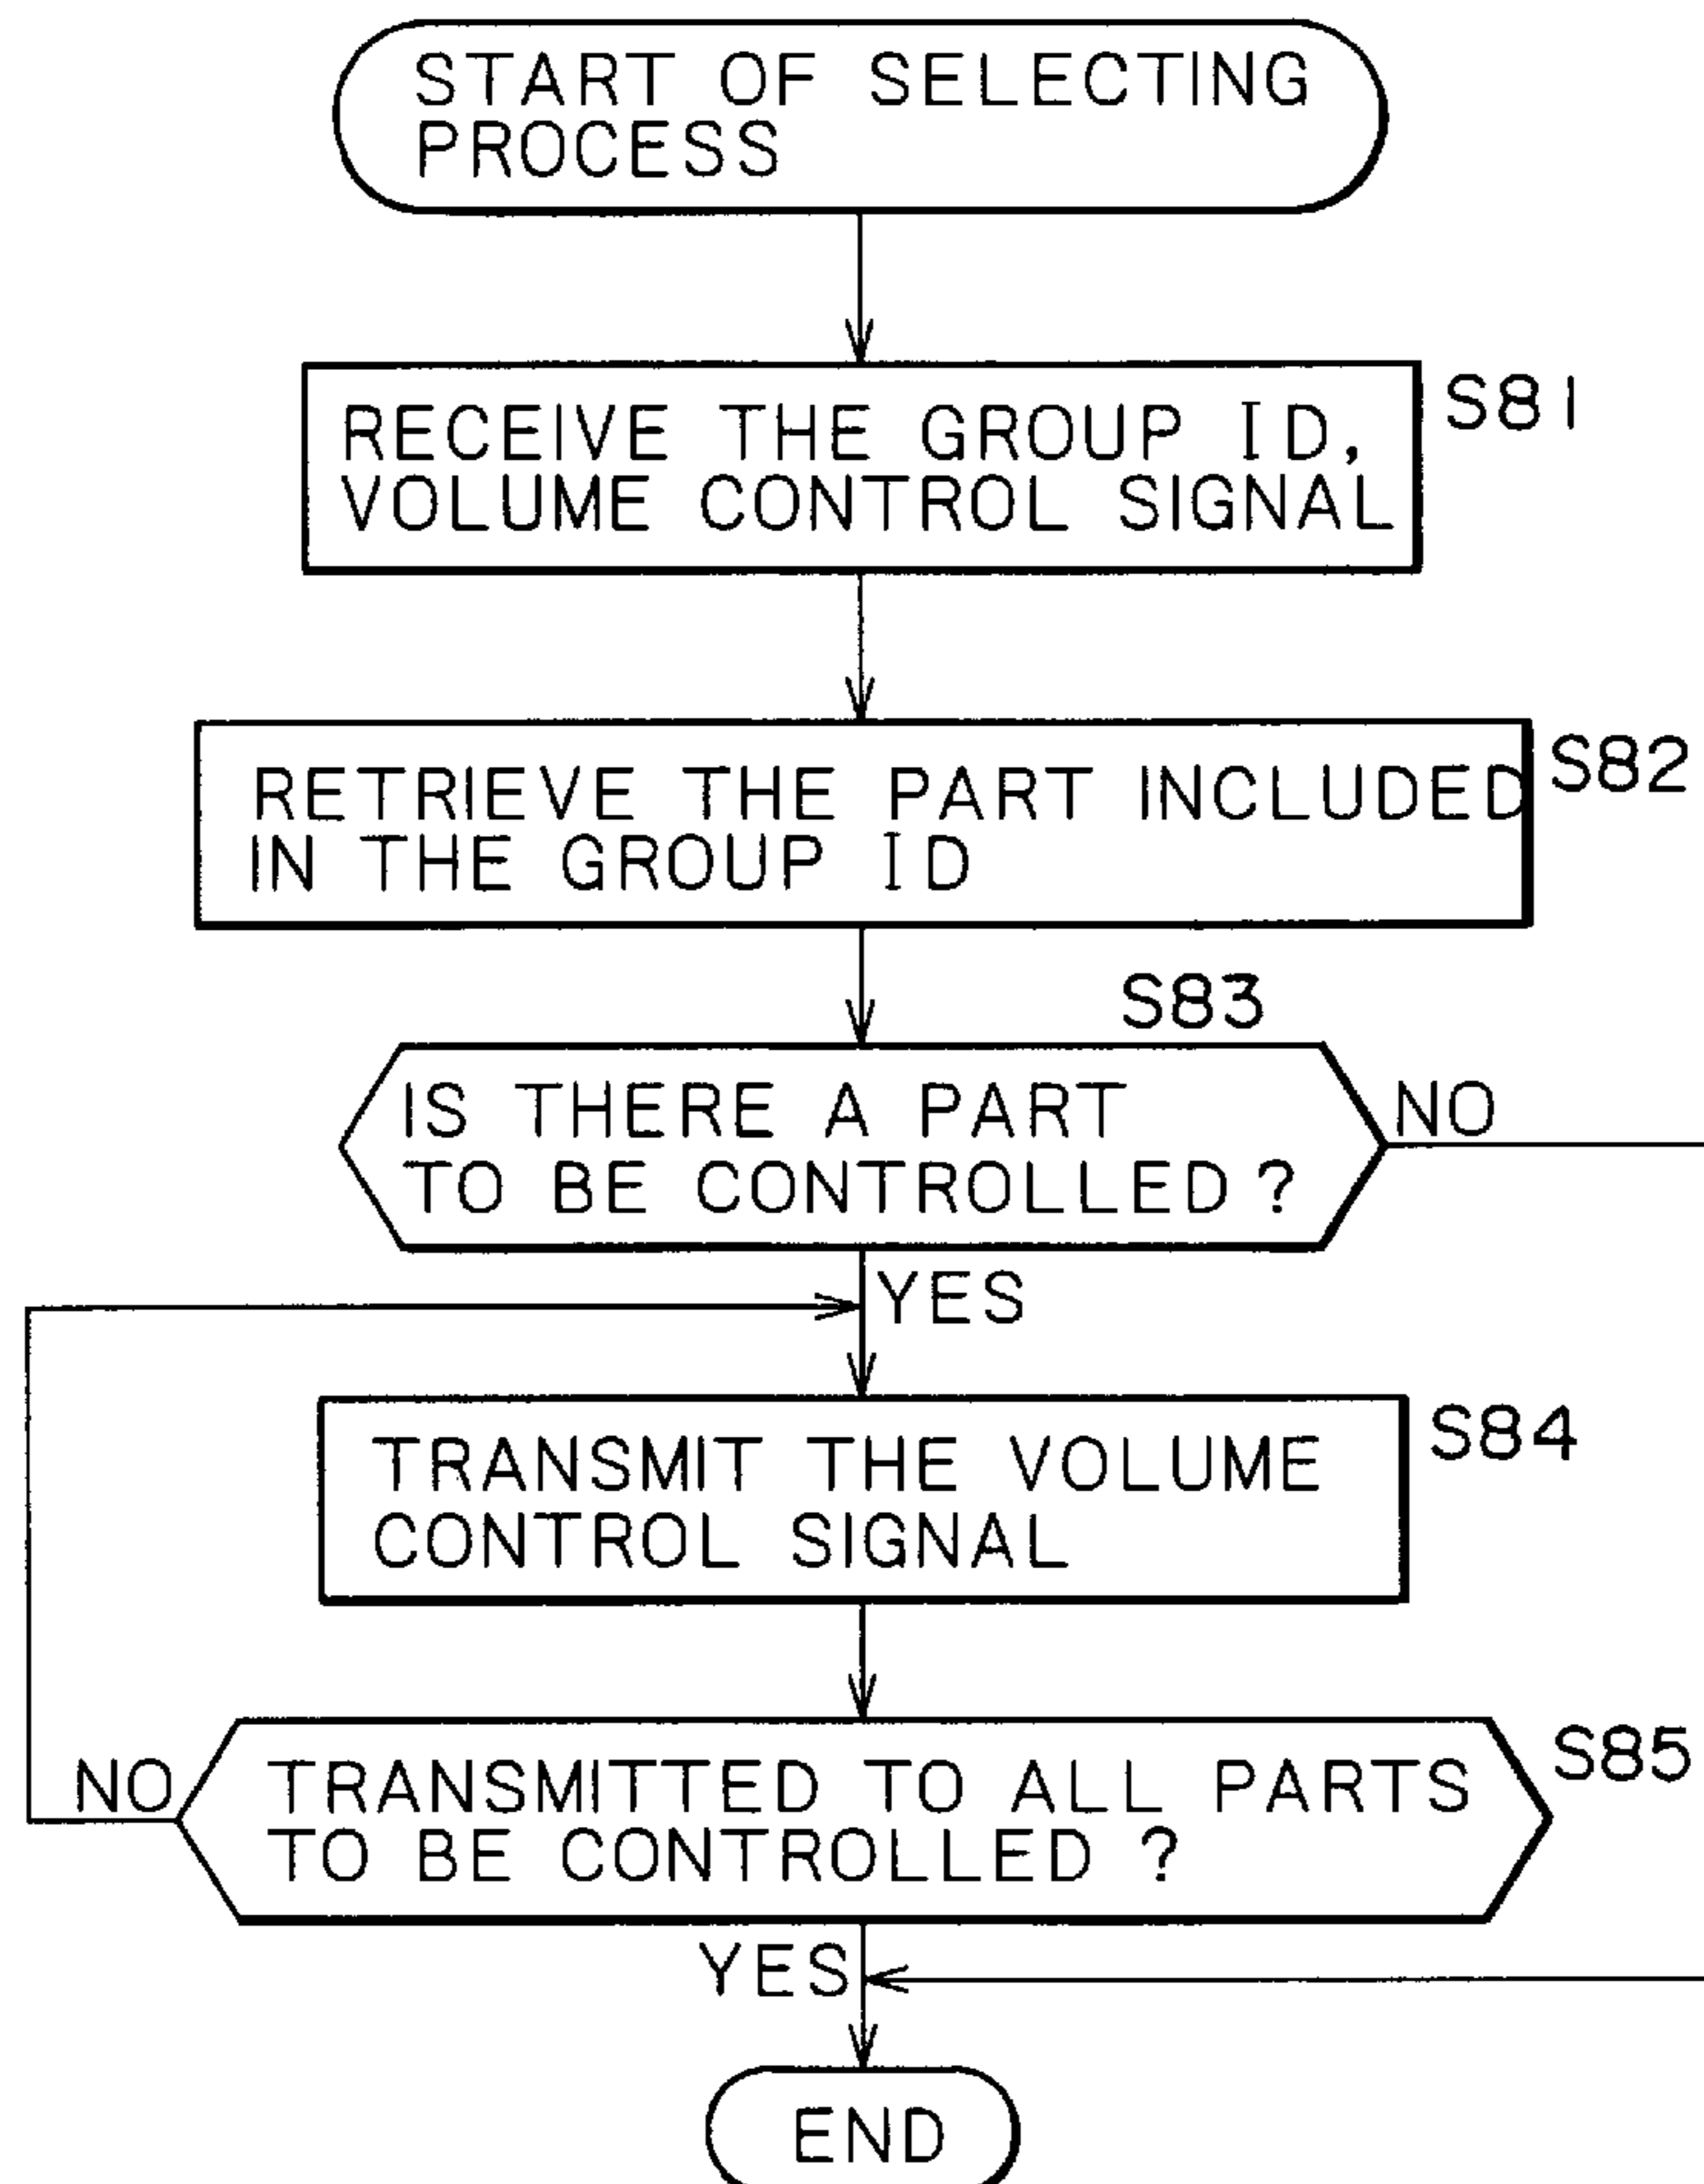 START OF SELECTING
PROCESS
S81
RECEIVE THE GROUP ID,
VOLUME CONTROL SIGNAL
S82
RETRIEVE THE PART INCLUDED
IN THE GROUP ID
S83
IS THERE A PART
TO BE CONTROLLED?
NO
YES
S84
TRANSMIT THE VOLUME
CONTROL SIGNAL
S85
NO
TRANSMITTED TO ALL PARTS
TO BE CONTROLLED?
YES
END